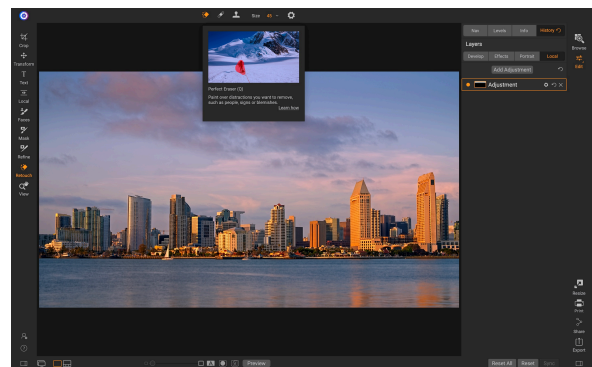 Size 45
Nav Levels Info History
Layers
Develop Effects Portrait Local
Add Adjustment
Adjustment
Crop
Transform
Text
Local
Faces
Mask
Refine
Retouch
View
Perfect Eraser (Q)
Paint over distractions you want to remove,
such as people, signs or blemishes.
Learn how
Browse
Edit
Resize
Print
Share
Export
A
Preview
Reset All Reset Sync